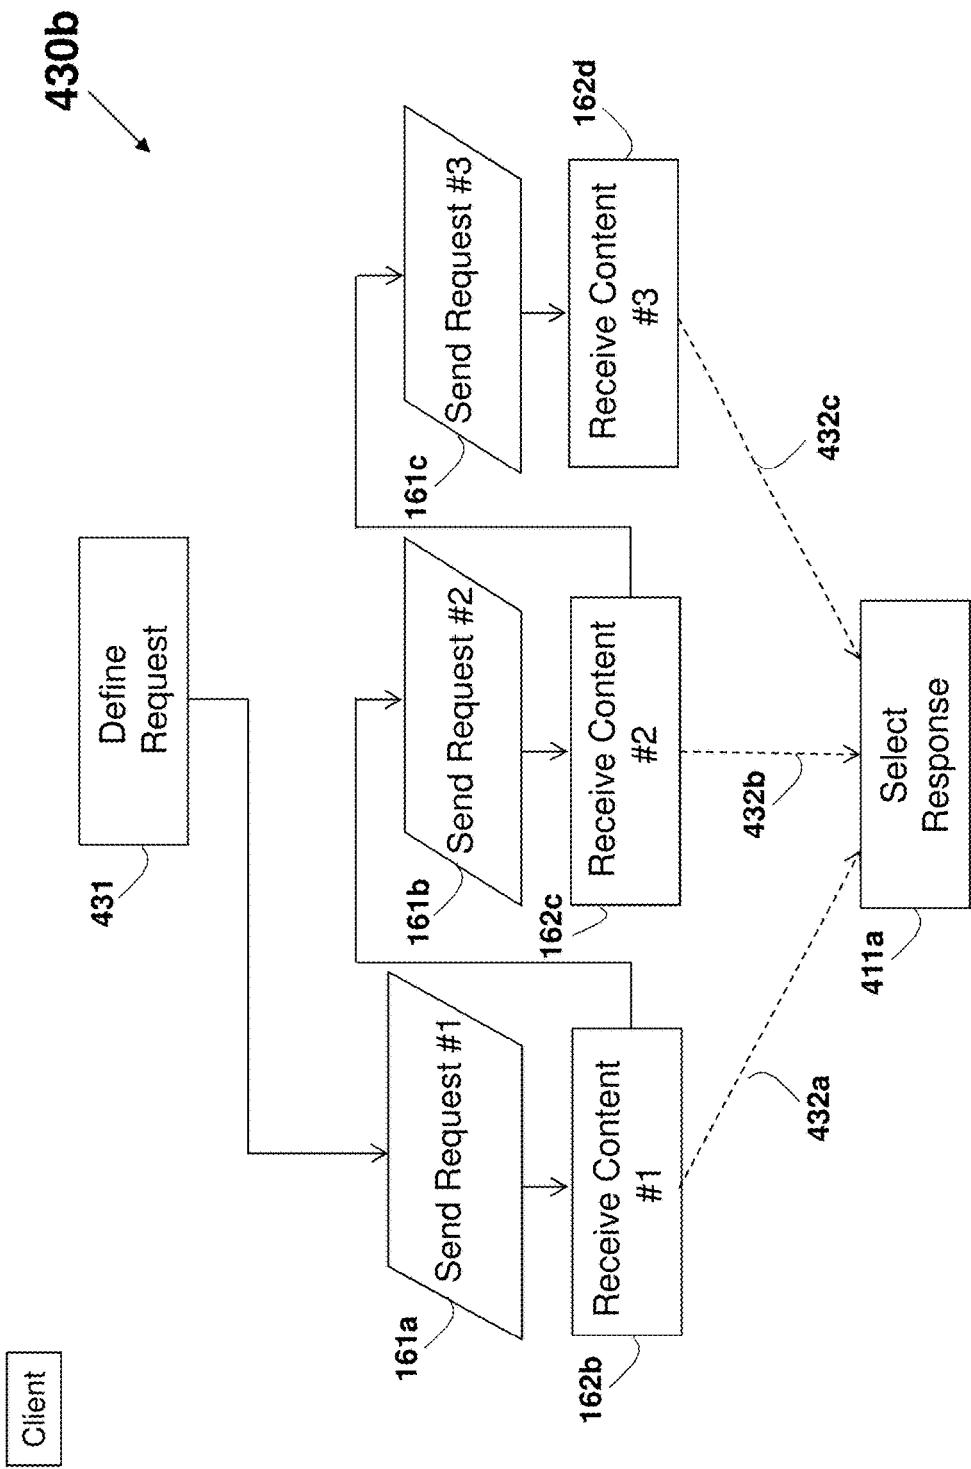 Client
430b
Define
Request
431
Send Request #1
161a
Send Request #2
161b
Send Request #3
161c
Receive Content
#1
162b
Receive Content
#2
162c
Receive Content
#3
162d
432a
432b
432c
Select
Response
411a